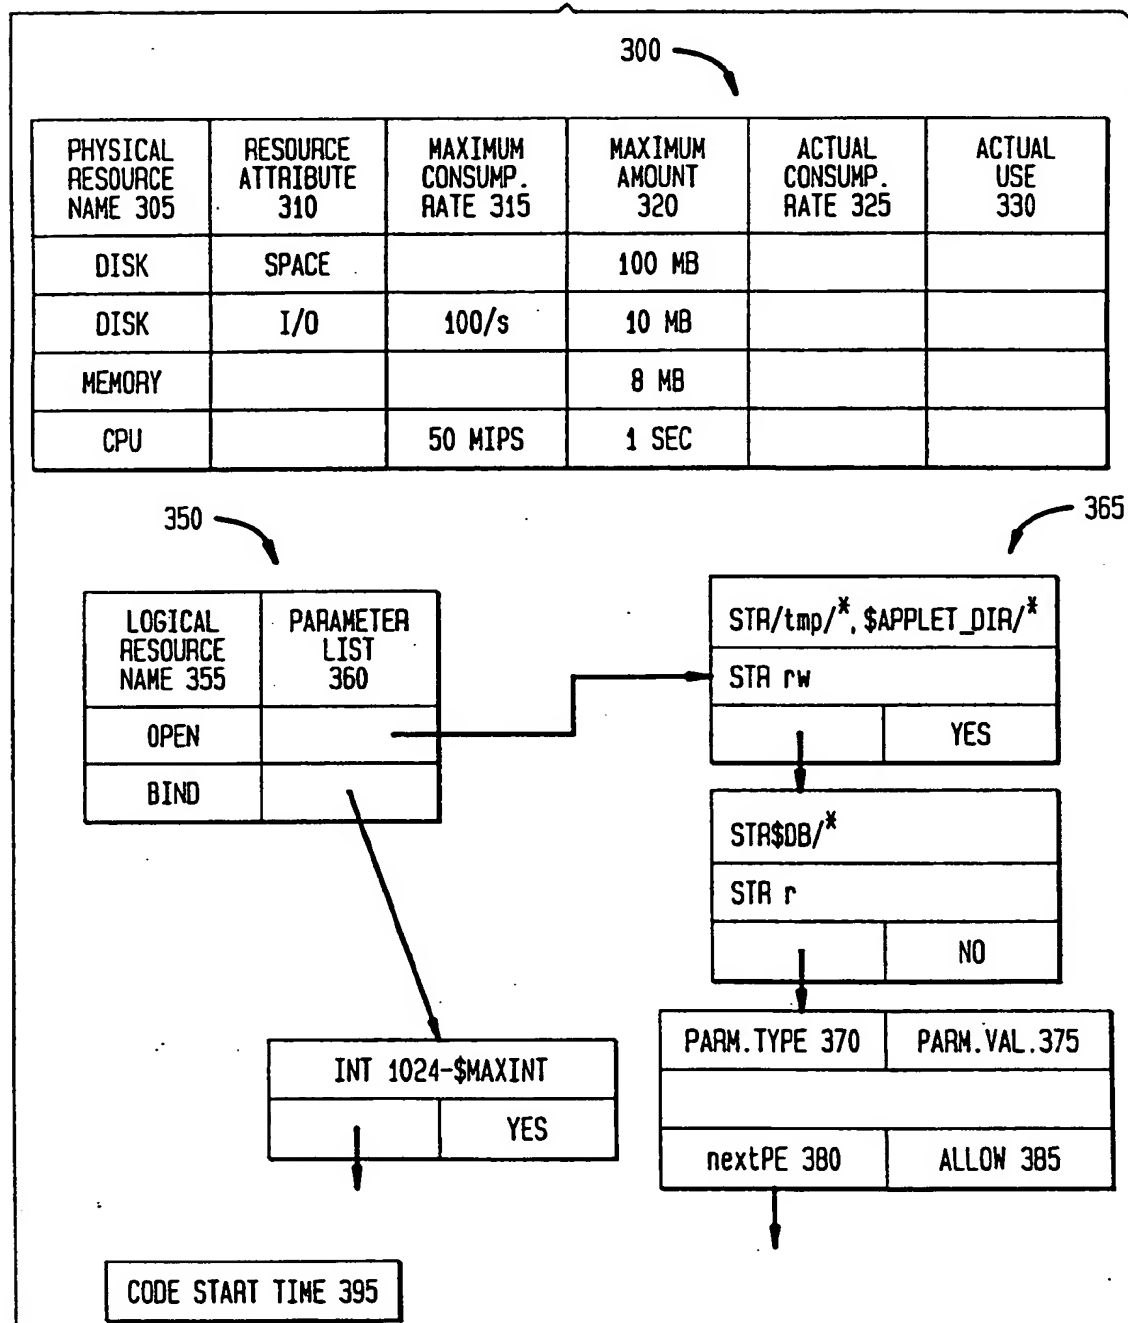 300
PHYSICAL RESOURCE NAME 305 RESOURCE ATTRIBUTE 310 MAXIMUM CONSUMP. RATE 315 MAXIMUM AMOUNT 320 ACTUAL CONSUMP. RATE 325 ACTUAL USE 330
DISK SPACE 100 MB
DISK I/O 100/s 10 MB
MEMORY 8 MB
CPU 50 MIPS 1 SEC
350
365
LOGICAL RESOURCE NAME 355 PARAMETER LIST 360
OPEN
BIND
STR/tmp/*, $APPLET_DIR/*
STR rw
YES
STR$DB/*
STR r
NO
PARM.TYPE 370 PARM.VAL.375
nextPE 380 ALLOW 385
INT 1024-$MAXINT
YES
CODE START TIME 395